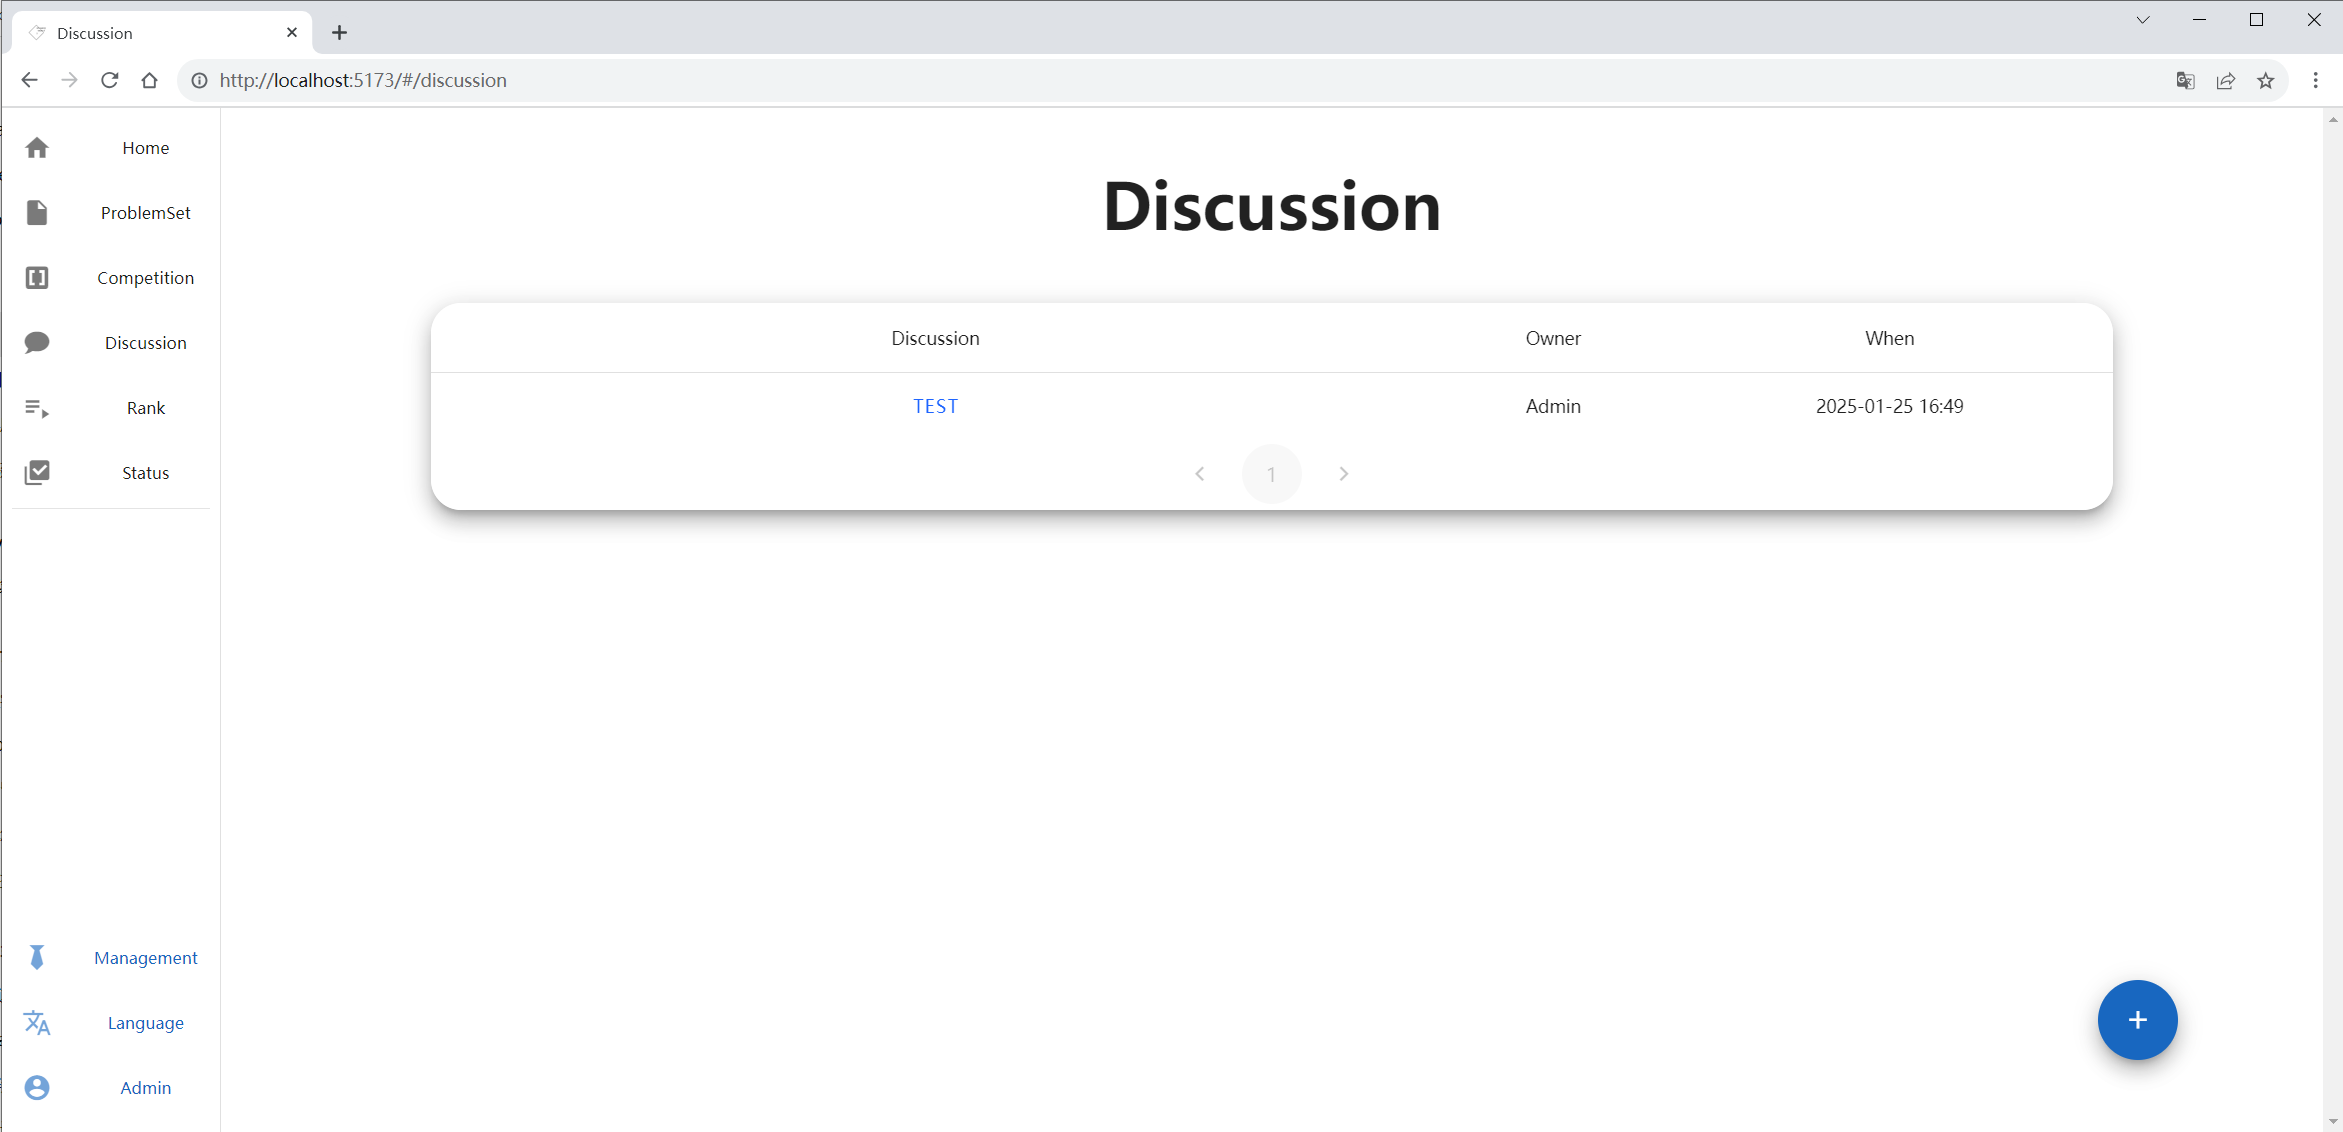 Discussion
http://localhost:5173/#/discussion
Home
ProblemSet
Competition
Discussion
Rank
Status
Management
Language
Admin
Discussion
Discussion Owner When
TEST Admin 2025-01-25 16:49
1